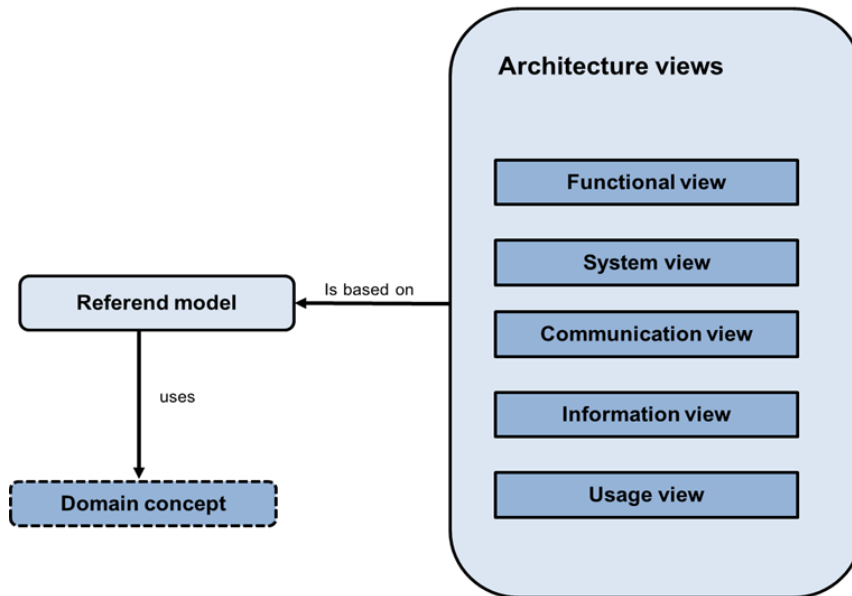 Architecture views
Functional view
System view
Is based on
Referend model
Communication view
uses
Information view
Domain concept
Usage view